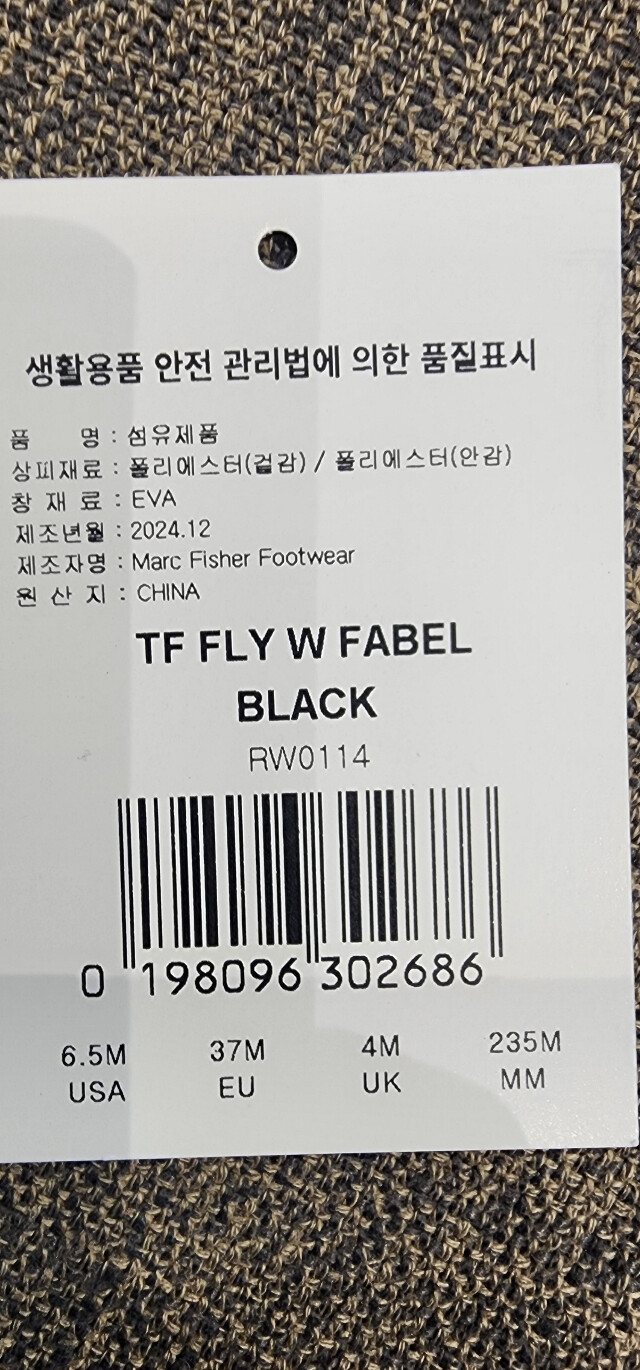 생활용품 안전 관리법에 의한 품질표시
품 명 : 섬유제품
상피재료 : 폴리에스터(겉감) / 폴리에스터(안감)
창 재 료 : EVA
제조년월 : 2024.12
제조자명 : Marc Fisher Footwear
원 산 지 : CHINA
TF FLY W FABEL
BLACK
RW0114
0 198096 302686
6.5M 37M 4M 235M
USA EU UK MM